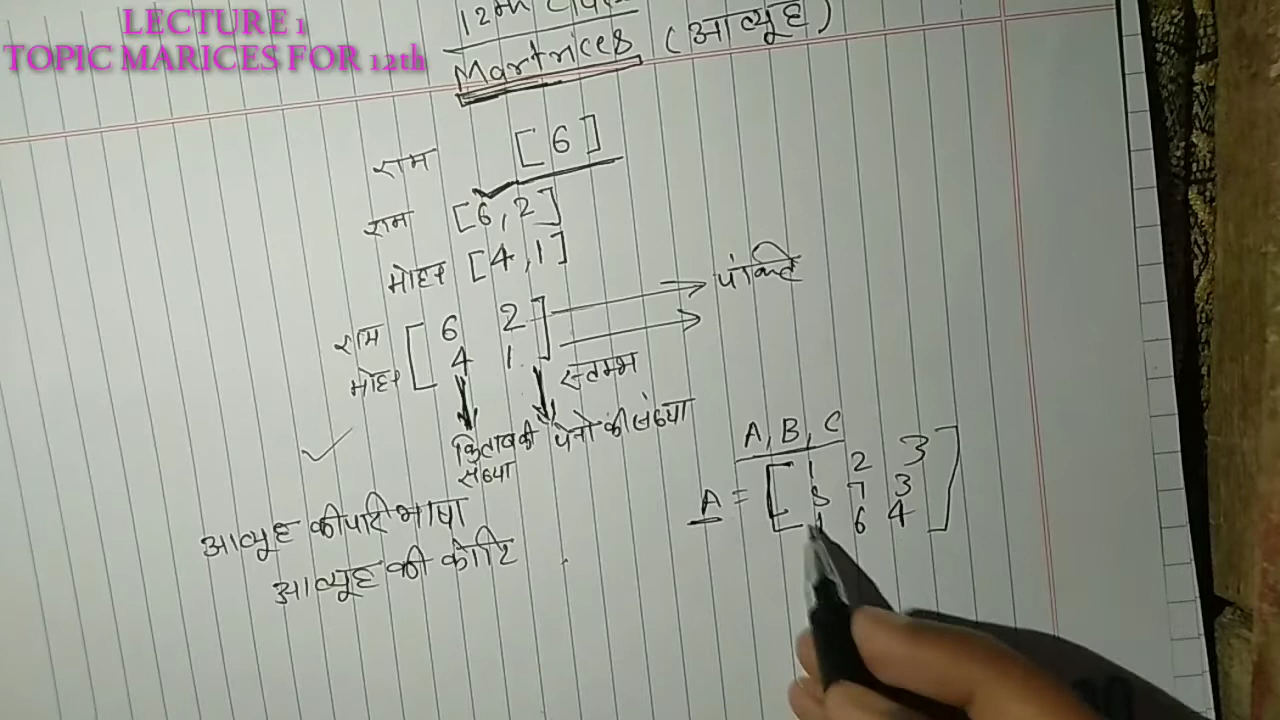 LECTURE 1
TOPIC MARICES FOR 12th
12th
Martrices (आव्यूह)
राम [6]
राम [6,2]
मोहन [4,1]
राम 6 2
मोहन 4 1
पंक्ति
स्तम्भ
किताब की संख्या
पेनो की संख्या
आव्यूह की परिभाषा
आव्यूह की कोटि
A, B, C
A = [ 1 2 3
8 7 3
1 6 4 ]